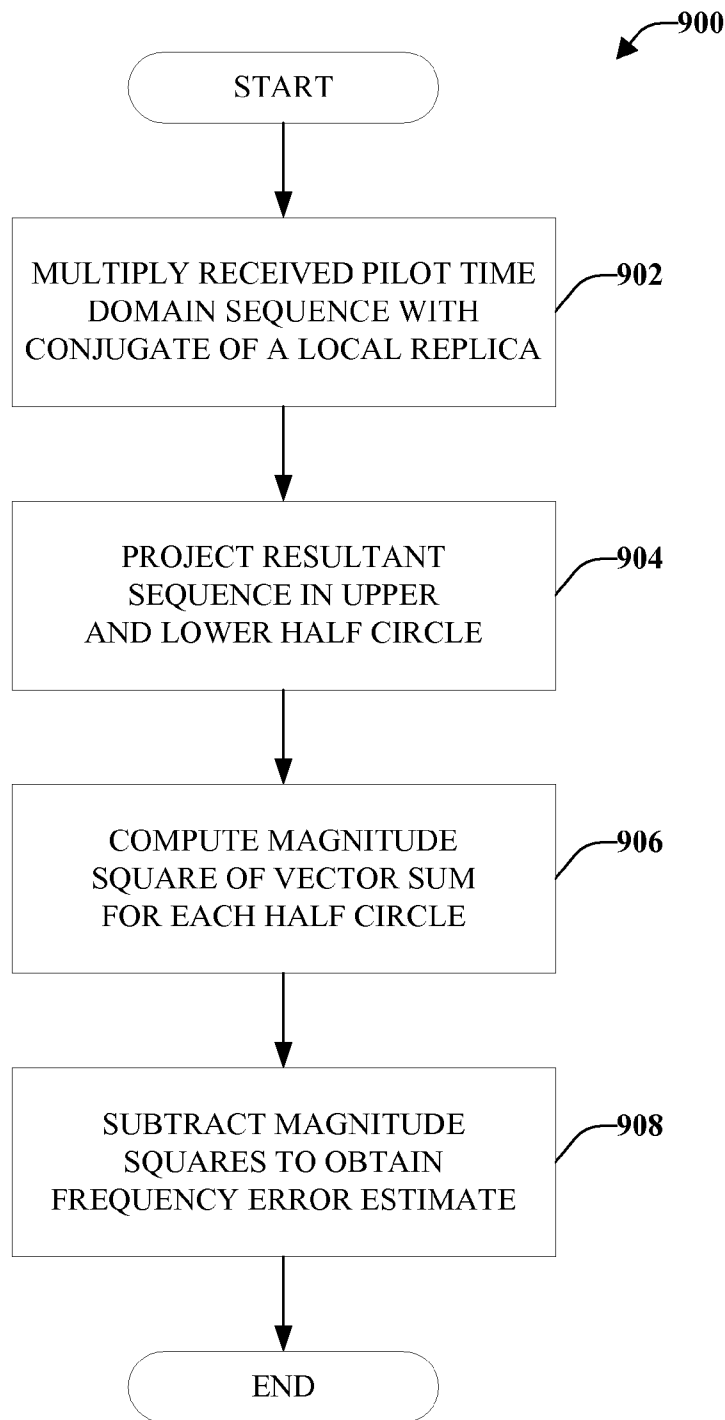 900
START
MULTIPLY RECEIVED PILOT TIME
DOMAIN SEQUENCE WITH
CONJUGATE OF A LOCAL REPLICA
902
PROJECT RESULTANT
SEQUENCE IN UPPER
AND LOWER HALF CIRCLE
904
COMPUTE MAGNITUDE
SQUARE OF VECTOR SUM
FOR EACH HALF CIRCLE
906
SUBTRACT MAGNITUDE
SQUARES TO OBTAIN
FREQUENCY ERROR ESTIMATE
908
END